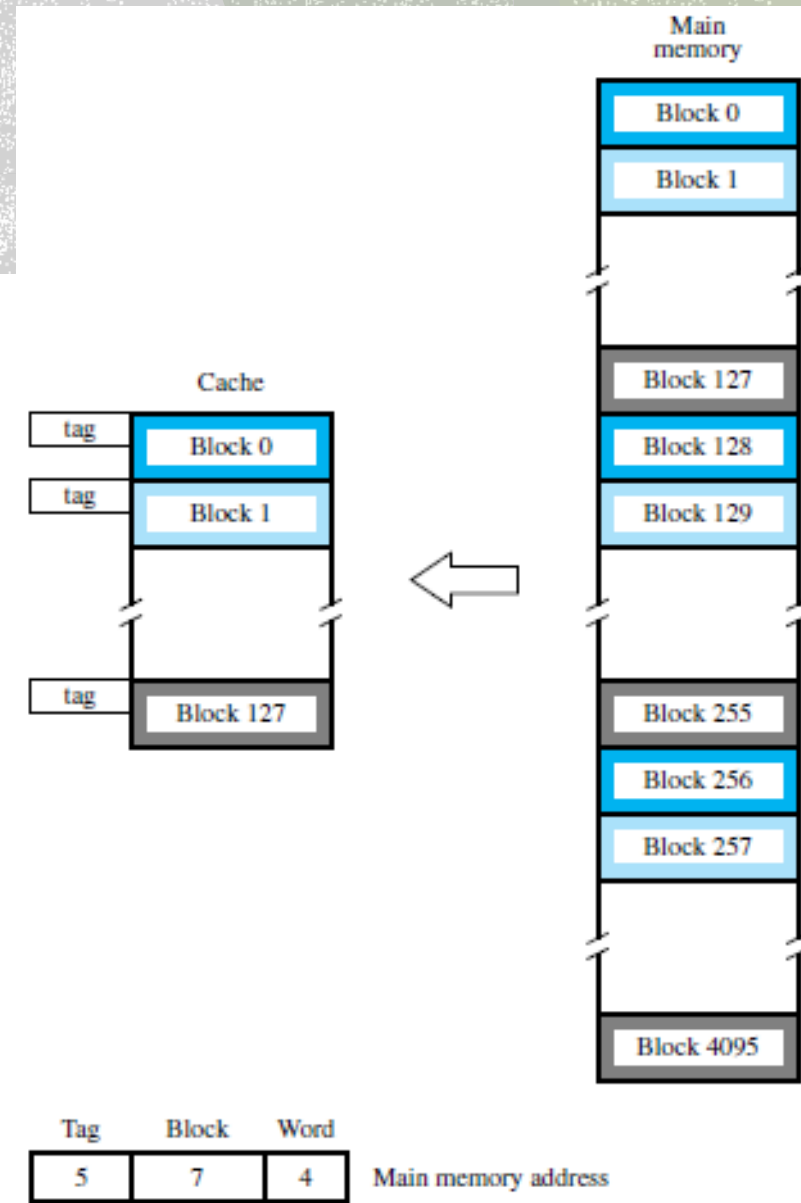 Main
memory
Block 0
Block 1
Block 127
Block 128
Block 129
Block 255
Block 256
Block 257
Block 4095
Cache
tag
Block 0
tag
Block 1
tag
Block 127
Tag Block Word
5 7 4 Main memory address